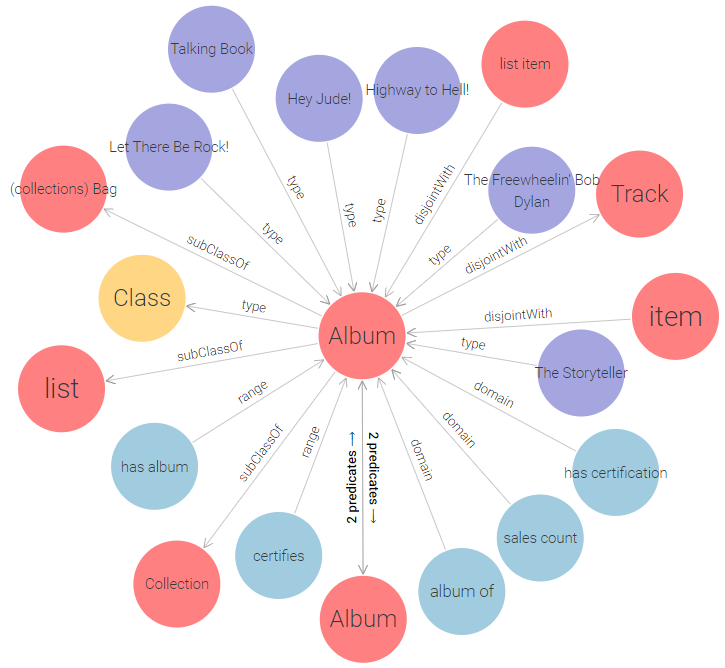 Talking Book
Hey Jude!
Highway to Hell!
list item
Let There Be Rock!
The Freewheelin' Bob
Dylan
(collections) Bag
Track
type
type
type
disjointWith
type
type
disjointWith
subClassOf
Class
type
Album
disjointWith
item
subClassOf
type
list
The Storyteller
range
domain
has album
subClassOf
range
2 predicates →
2 predicates →
domain
domain
has certification
Collection
certifies
Album
album of
sales count